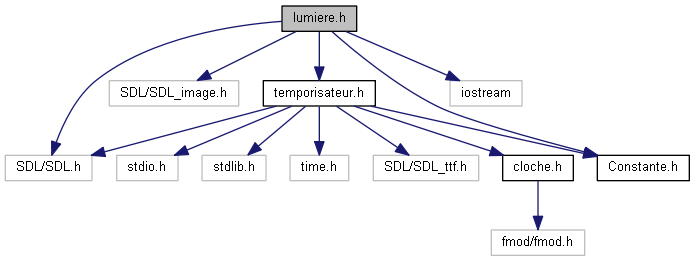 lumiere.h
SDL/SDL_image.h
temporisateur.h
iostream
SDL/SDL.h
stdio.h
stdlib.h
time.h
SDL/SDL_ttf.h
cloche.h
Constante.h
fmod/fmod.h